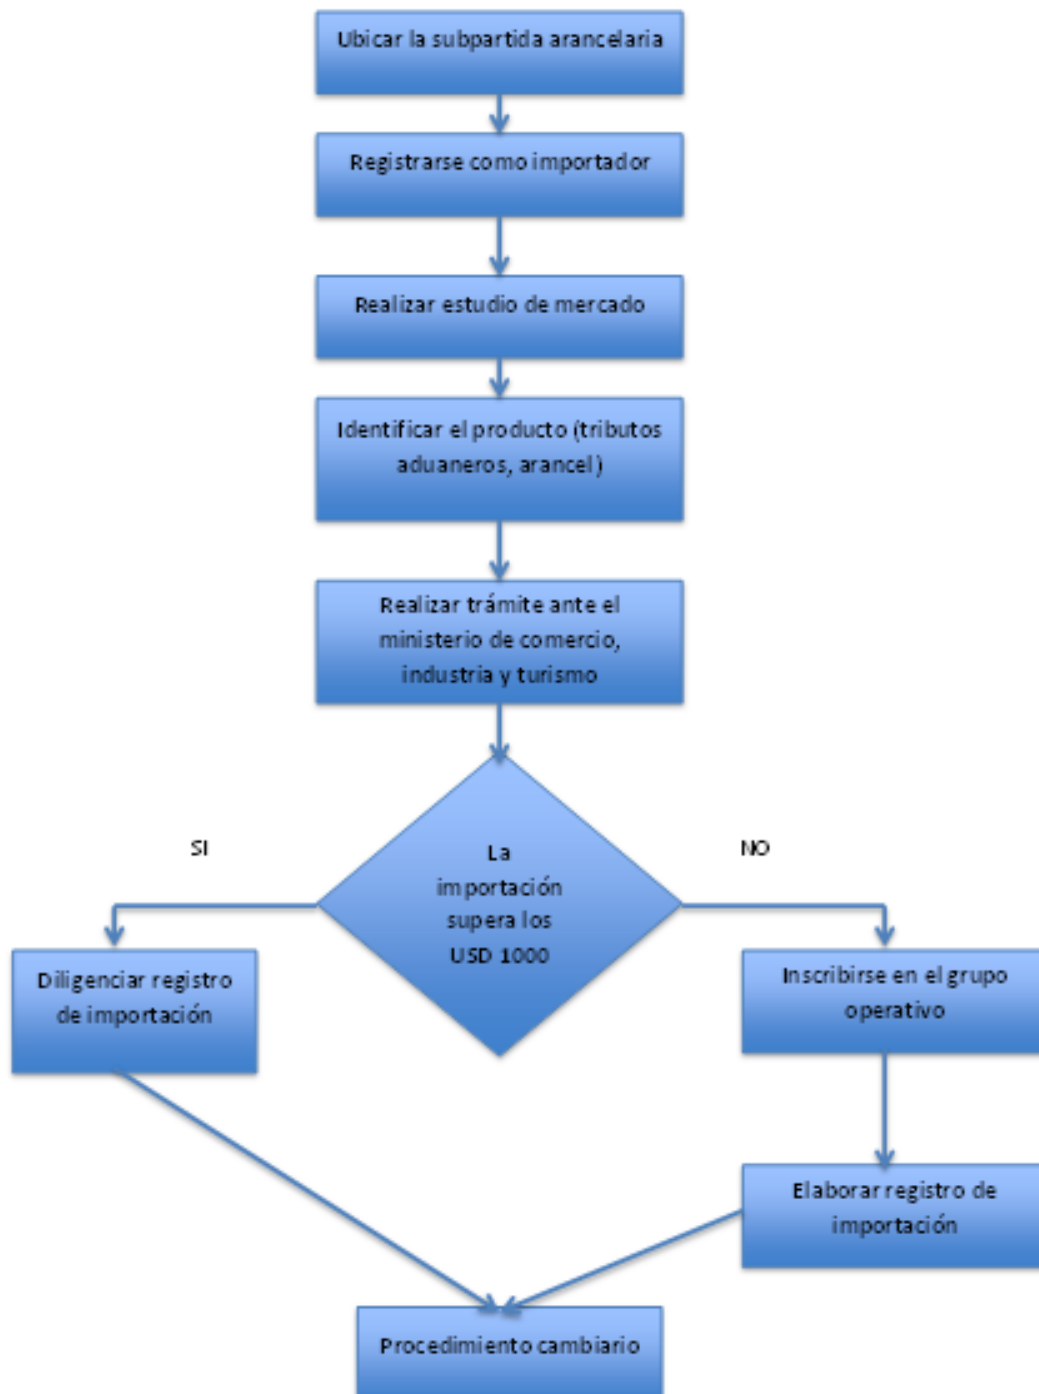 Ubicar la subpartida arancelaria
Registrarse como importador
Realizar estudio de mercado
Identificar el producto (tributos
aduaneros, arancel)
Realizar trámite ante el
ministerio de comercio,
industria y turismo
SI
NO
La
importación
supera los
USD 1000
Diligenciar registro
de importación
Inscribirse en el grupo
operativo
Elaborar registro de
importación
Procedimiento cambiario